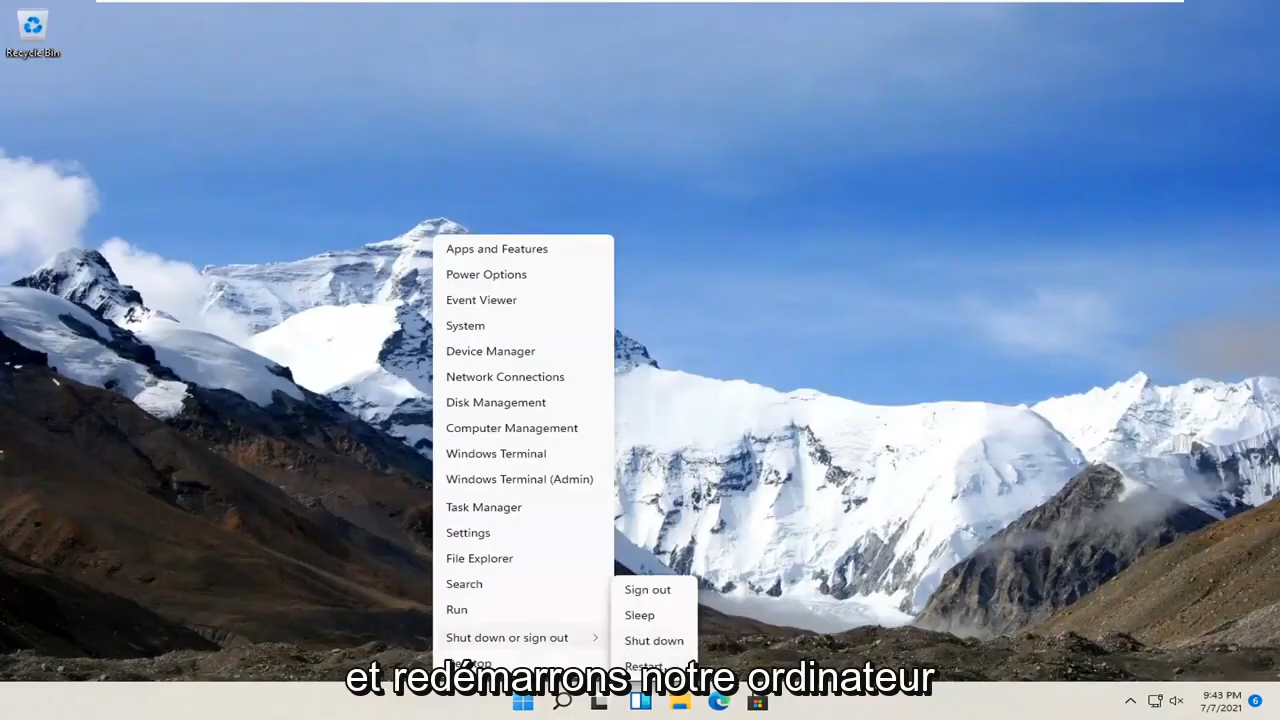 Recycle Bin
Apps and Features
Power Options
Event Viewer
System
Device Manager
Network Connections
Disk Management
Computer Management
Windows Terminal
Windows Terminal (Admin)
Task Manager
Settings
File Explorer
Search
Run
Shut down or sign out
Sign out
Sleep
Shut down
Restart
et redémarrons notre ordinateur
9:43 PM
7/7/2021
6